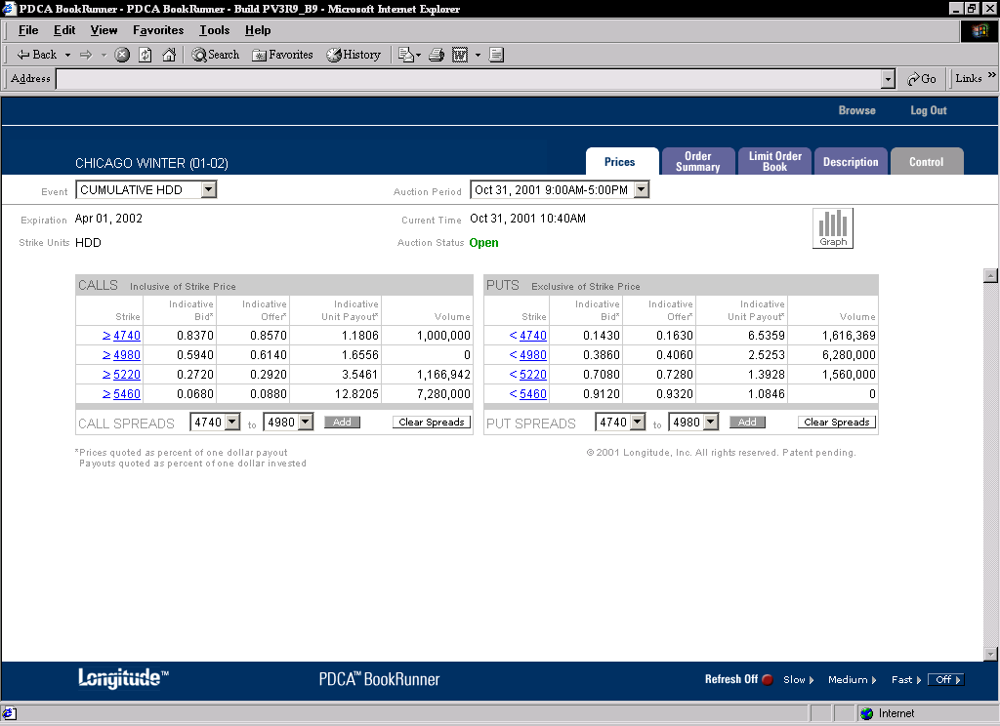 PDCA BookRunner - PDCA BookRunner - Build PV3R9_B9 - Microsoft Internet Explorer
File Edit View Favorites Tools Help
Back Search Favorites History
Address Go Links »
Browse Log Out
CHICAGO WINTER (01-02) Prices Order Summary Limit Order Book Description Control
Event CUMULATIVE HDD Auction Period Oct 31, 2001 9:00AM-5:00PM
Expiration Apr 01, 2002 Current Time Oct 31, 2001 10:40AM
Strike Units HDD Auction Status Open Graph
CALLS Inclusive of Strike Price PUTS Exclusive of Strike Price
Indicative Indicative Indicative Indicative Indicative Indicative
Strike Bid* Offer* Unit Payout* Volume Strike Bid* Offer* Unit Payout* Volume
≥ 4740 0.8370 0.8570 1.1806 1,000,000 < 4740 0.1430 0.1630 6.5359 1,616,369
≥ 4980 0.5940 0.6140 1.6556 0 < 4980 0.3860 0.4060 2.5253 6,280,000
≥ 5220 0.2720 0.2920 3.5461 1,166,942 < 5220 0.7080 0.7280 1.3928 1,560,000
≥ 5460 0.0680 0.0880 12.8205 7,280,000 < 5460 0.9120 0.9320 1.0846 0
CALL SPREADS 4740 to 4980 Add Clear Spreads PUT SPREADS 4740 to 4980 Add Clear Spreads
*Prices quoted as percent of one dollar payout © 2001 Longitude, Inc. All rights reserved. Patent pending.
Payouts quoted as percent of one dollar invested
Longitude™ PDCA™ BookRunner Refresh Off Slow Medium Fast Off
Internet